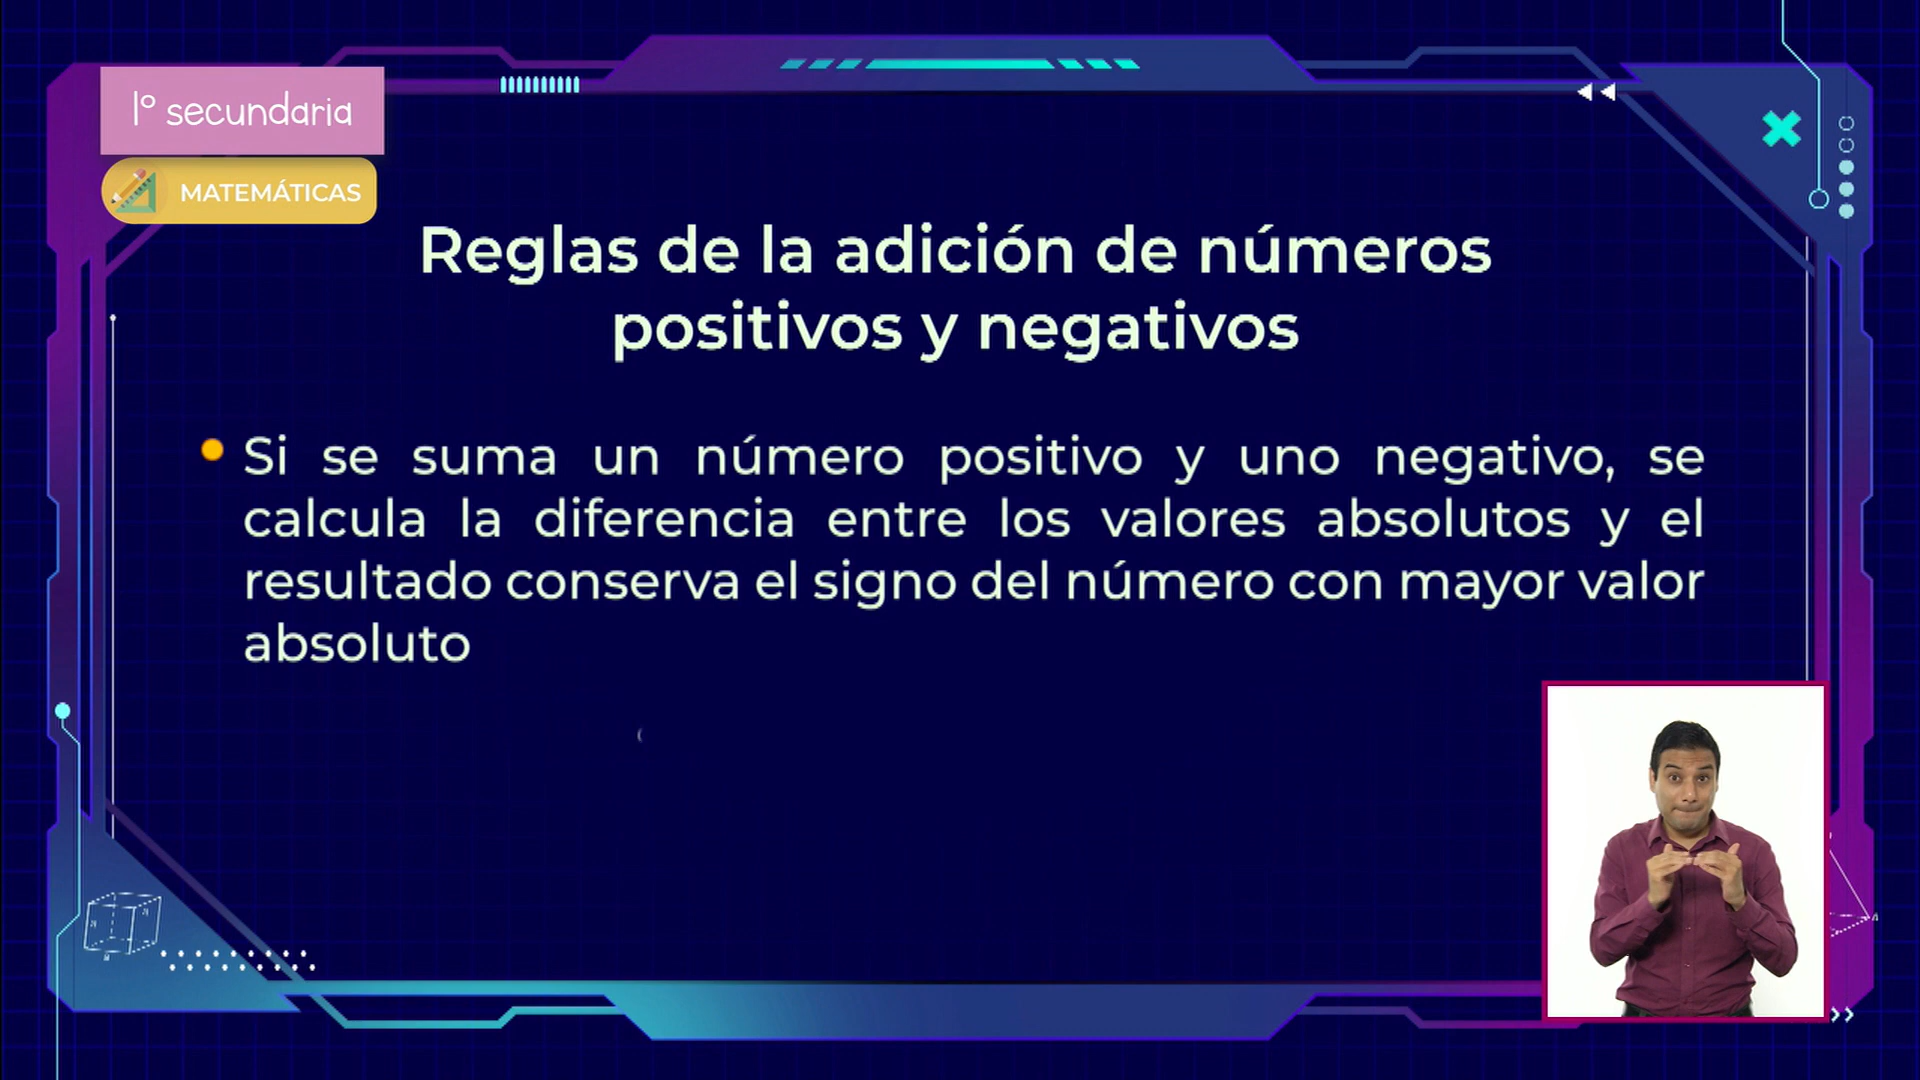 1° secundaria
MATEMÁTICAS
Reglas de la adición de números
positivos y negativos
Si se suma un número positivo y uno negativo, se
calcula la diferencia entre los valores absolutos y el
resultado conserva el signo del número con mayor valor
absoluto
(